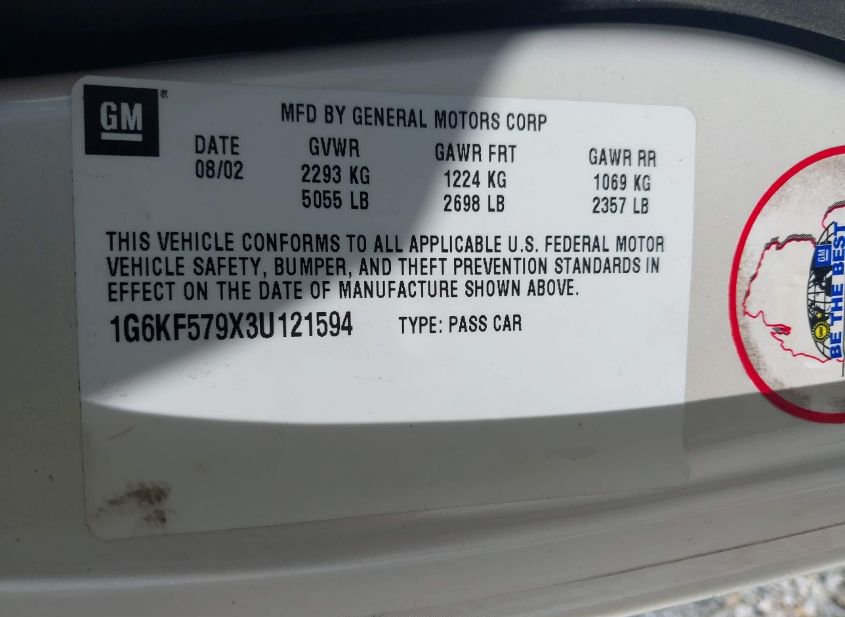 GM
MFD BY GENERAL MOTORS CORP
DATE GVWR GAWR FRT GAWR RR
08/02 2293 KG 1224 KG 1069 KG
5055 LB 2698 LB 2357 LB
THIS VEHICLE CONFORMS TO ALL APPLICABLE U.S. FEDERAL MOTOR
VEHICLE SAFETY, BUMPER, AND THEFT PREVENTION STANDARDS IN
EFFECT ON THE DATE OF MANUFACTURE SHOWN ABOVE.
1G6KF579X3U121594 TYPE: PASS CAR
GM
BE THE BEST